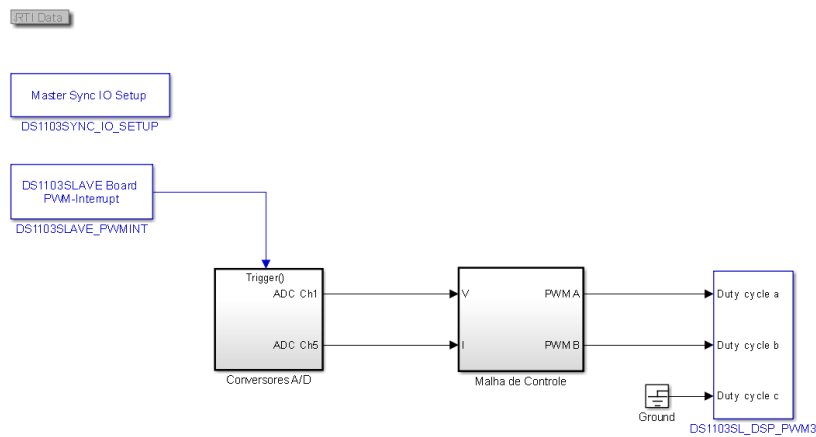 RTI Data
Master Sync IO Setup
DS1103SYNC_IO_SETUP
DS1103SLAVE Board
PWM-Interrupt
DS1103SLAVE_PWMINT
Trigger()
ADC Ch1
ADC Ch5
Conversores A/D
V
I
PWM A
PWM B
Malha de Controle
Duty cycle a
Duty cycle b
Duty cycle c
Ground
DS1103SL_DSP_PWM3